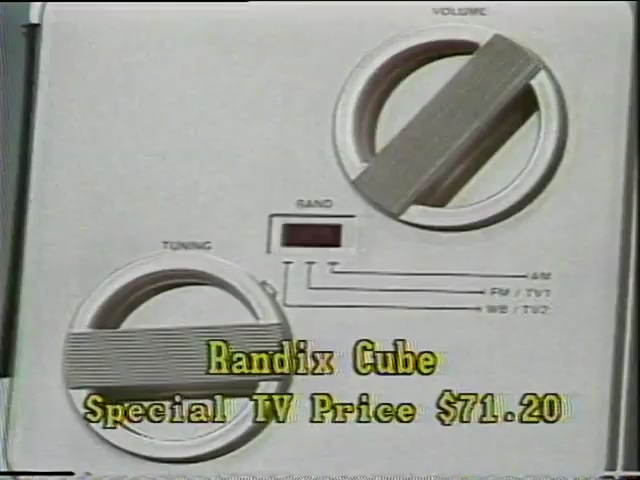 VOLUME
BAND
TUNING
AM
FM / TV1
WB / TV2
Randix Cube
Special TV Price $71.20